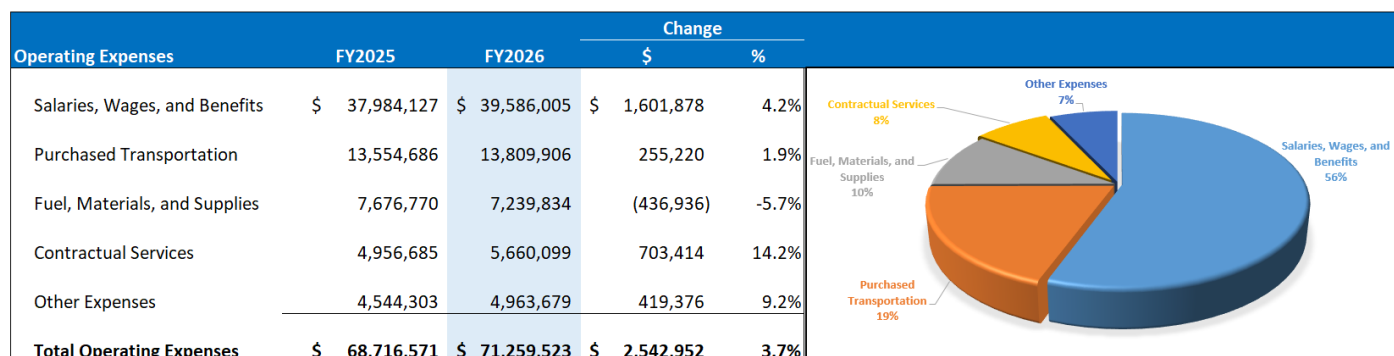 Change
Operating Expenses FY2025 FY2026 $ %
Salaries, Wages, and Benefits $ 37,984,127 $ 39,586,005 $ 1,601,878 4.2%
Purchased Transportation 13,554,686 13,809,906 255,220 1.9%
Fuel, Materials, and Supplies 7,676,770 7,239,834 (436,936) -5.7%
Contractual Services 4,956,685 5,660,099 703,414 14.2%
Other Expenses 4,544,303 4,963,679 419,376 9.2%
Total Operating Expenses $ 68,716,571 $ 71,259,523 $ 2,542,952 3.7%
Other Expenses
7%
Contractual Services
8%
Fuel, Materials, and
Supplies
10%
Salaries, Wages, and
Benefits
56%
Purchased
Transportation
19%